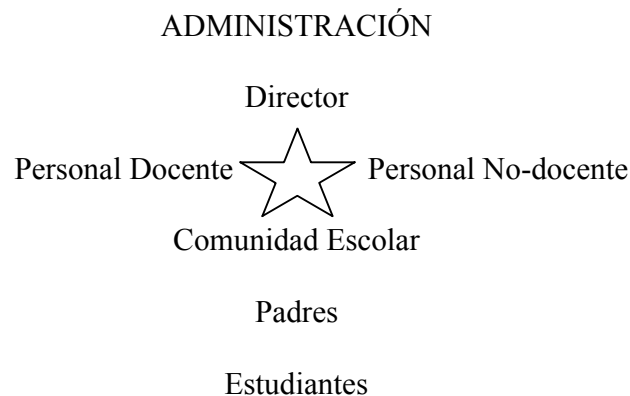 ADMINISTRACIÓN
Director
Personal Docente Personal No-docente
Comunidad Escolar
Padres
Estudiantes